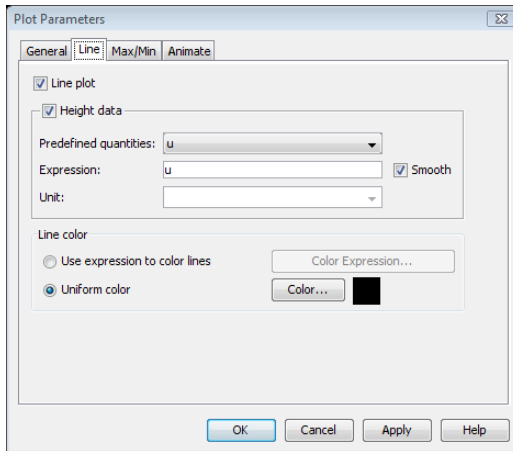 Plot Parameters
General Line Max/Min Animate
Line plot
Height data
Predefined quantities: u
Expression: u Smooth
Unit:
Line color
Use expression to color lines Color Expression...
Uniform color Color...
OK Cancel Apply Help